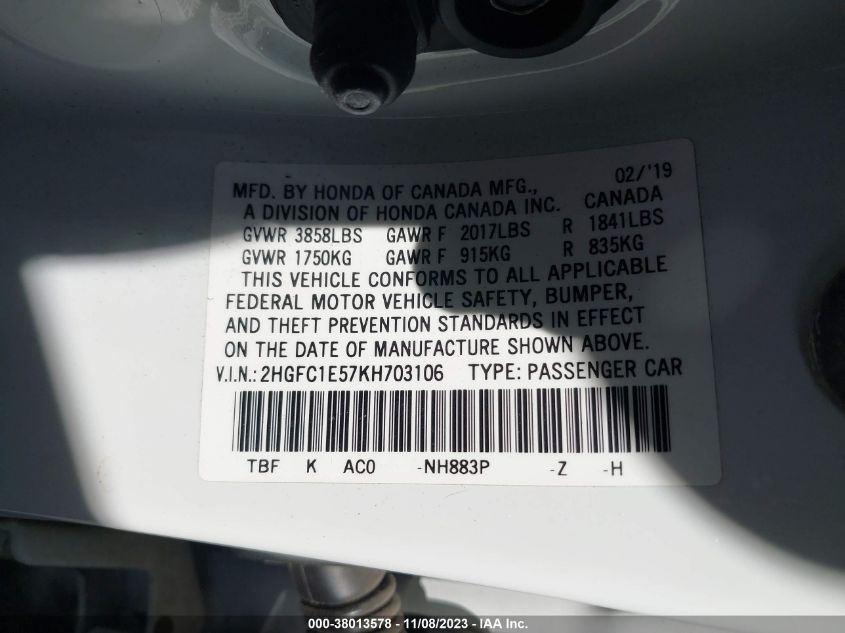 02/'19
MFD. BY HONDA OF CANADA MFG.,
A DIVISION OF HONDA CANADA INC. CANADA
GVWR 3858LBS GAWR F 2017LBS R 1841LBS
GVWR 1750KG GAWR F 915KG R 835KG
THIS VEHICLE CONFORMS TO ALL APPLICABLE
FEDERAL MOTOR VEHICLE SAFETY, BUMPER,
AND THEFT PREVENTION STANDARDS IN EFFECT
ON THE DATE OF MANUFACTURE SHOWN ABOVE.
V.I.N.: 2HGFC1E57KH703106 TYPE: PASSENGER CAR
TBF K AC0 -NH883P -Z -H
000-38013578 - 11/08/2023 - © IAA Inc.